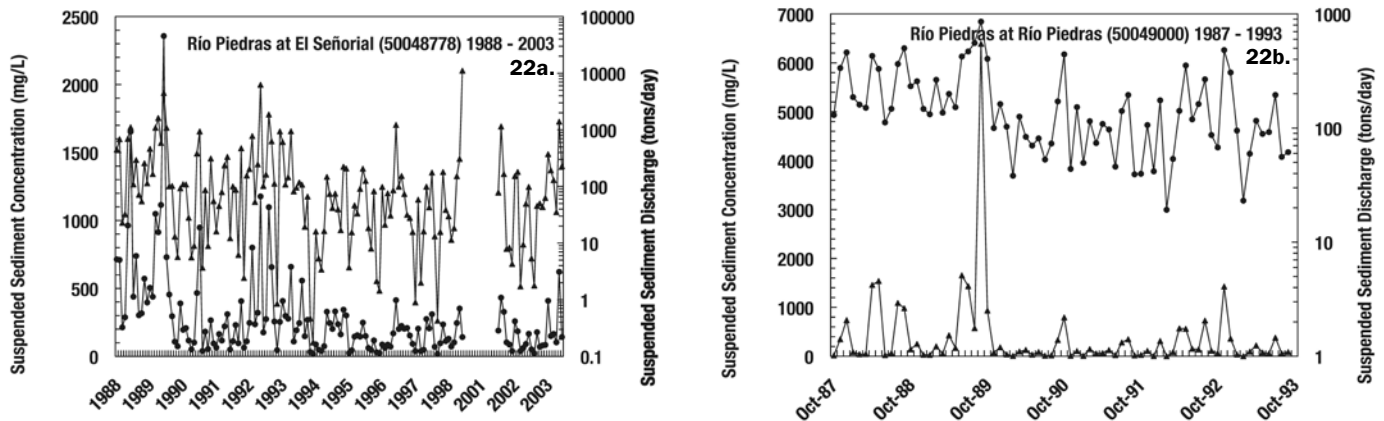 Suspended Sediment Concentration (mg/L)
2500
2000
1500
1000
500
0
Río Piedras at El Señorial (50048778) 1988 - 2003
22a.
100000
10000
1000
100
10
1
0.1
Suspended Sediment Discharge (tons/day)
1988
1989
1990
1991
1992
1993
1994
1995
1996
1997
1998
2001
2002
2003
Suspended Sediment Concentration (mg/L)
7000
6000
5000
4000
3000
2000
1000
0
Río Piedras at Río Piedras (50049000) 1987 - 1993
22b.
1000
100
10
1
Suspended Sediment Discharge (tons/day)
Oct-87
Oct-88
Oct-89
Oct-90
Oct-91
Oct-92
Oct-93